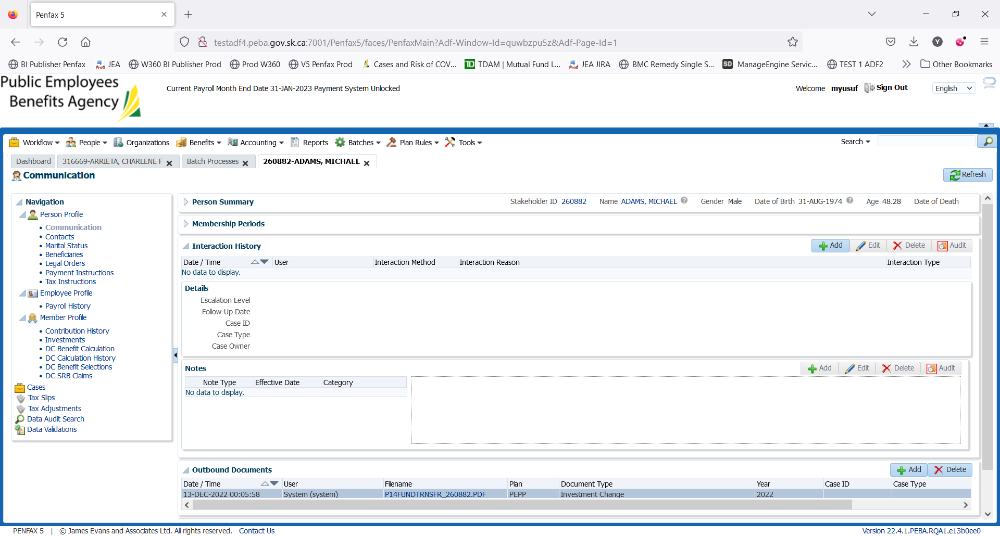 Penfax 5
testadf4.peba.gov.sk.ca:7001/Penfax5/faces/PenfaxMain?Adf-Window-Id=quwbzpu5z&Adf-Page-Id=1
Y
BI Publisher Penfax JEA W360 BI Publisher Prod Prod W360 V5 Penfax Prod Cases and Risk of COV... TDAM | Mutual Fund L... JEA JIRA BMC Remedy Single S... ManageEngine Servic... TEST 1 ADF2 Other Bookmarks
Public Employees
Benefits Agency
Current Payroll Month End Date 31-JAN-2023 Payment System Unlocked
Welcome myusuf Sign Out English
Workflow People Organizations Benefits Accounting Reports Batches Plan Rules Tools Search
Dashboard 316669-ARRIETA, CHARLENE F Batch Processes 260882-ADAMS, MICHAEL
Communication
Refresh
Navigation
Person Profile
Communication
Contacts
Marital Status
Beneficiaries
Legal Orders
Payment Instructions
Tax Instructions
Employee Profile
Payroll History
Member Profile
Contribution History
Investments
DC Benefit Calculation
DC Calculation History
DC Benefit Selections
DC SRB Claims
Cases
Tax Slips
Tax Adjustments
Data Audit Search
Data Validations
Person Summary Stakeholder ID 260882 Name ADAMS, MICHAEL Gender Male Date of Birth 31-AUG-1974 Age 48.28 Date of Death
Membership Periods
Interaction History Add Edit Delete Audit
Date / Time User Interaction Method Interaction Reason Interaction Type
No data to display.
Details
Escalation Level
Follow-Up Date
Case ID
Case Type
Case Owner
Notes Add Edit Delete Audit
Note Type Effective Date Category
No data to display.
Outbound Documents Add Delete
Date / Time User Filename Plan Document Type Year Case ID Case Type
13-DEC-2022 00:05:58 System (system) P14FUNDTRNSFR_260882.PDF PEPP Investment Change 2022
PENFAX 5 | © James Evans and Associates Ltd. All rights reserved. Contact Us
Version 22.4.1.PEBA.RQA1.e13b0ee0